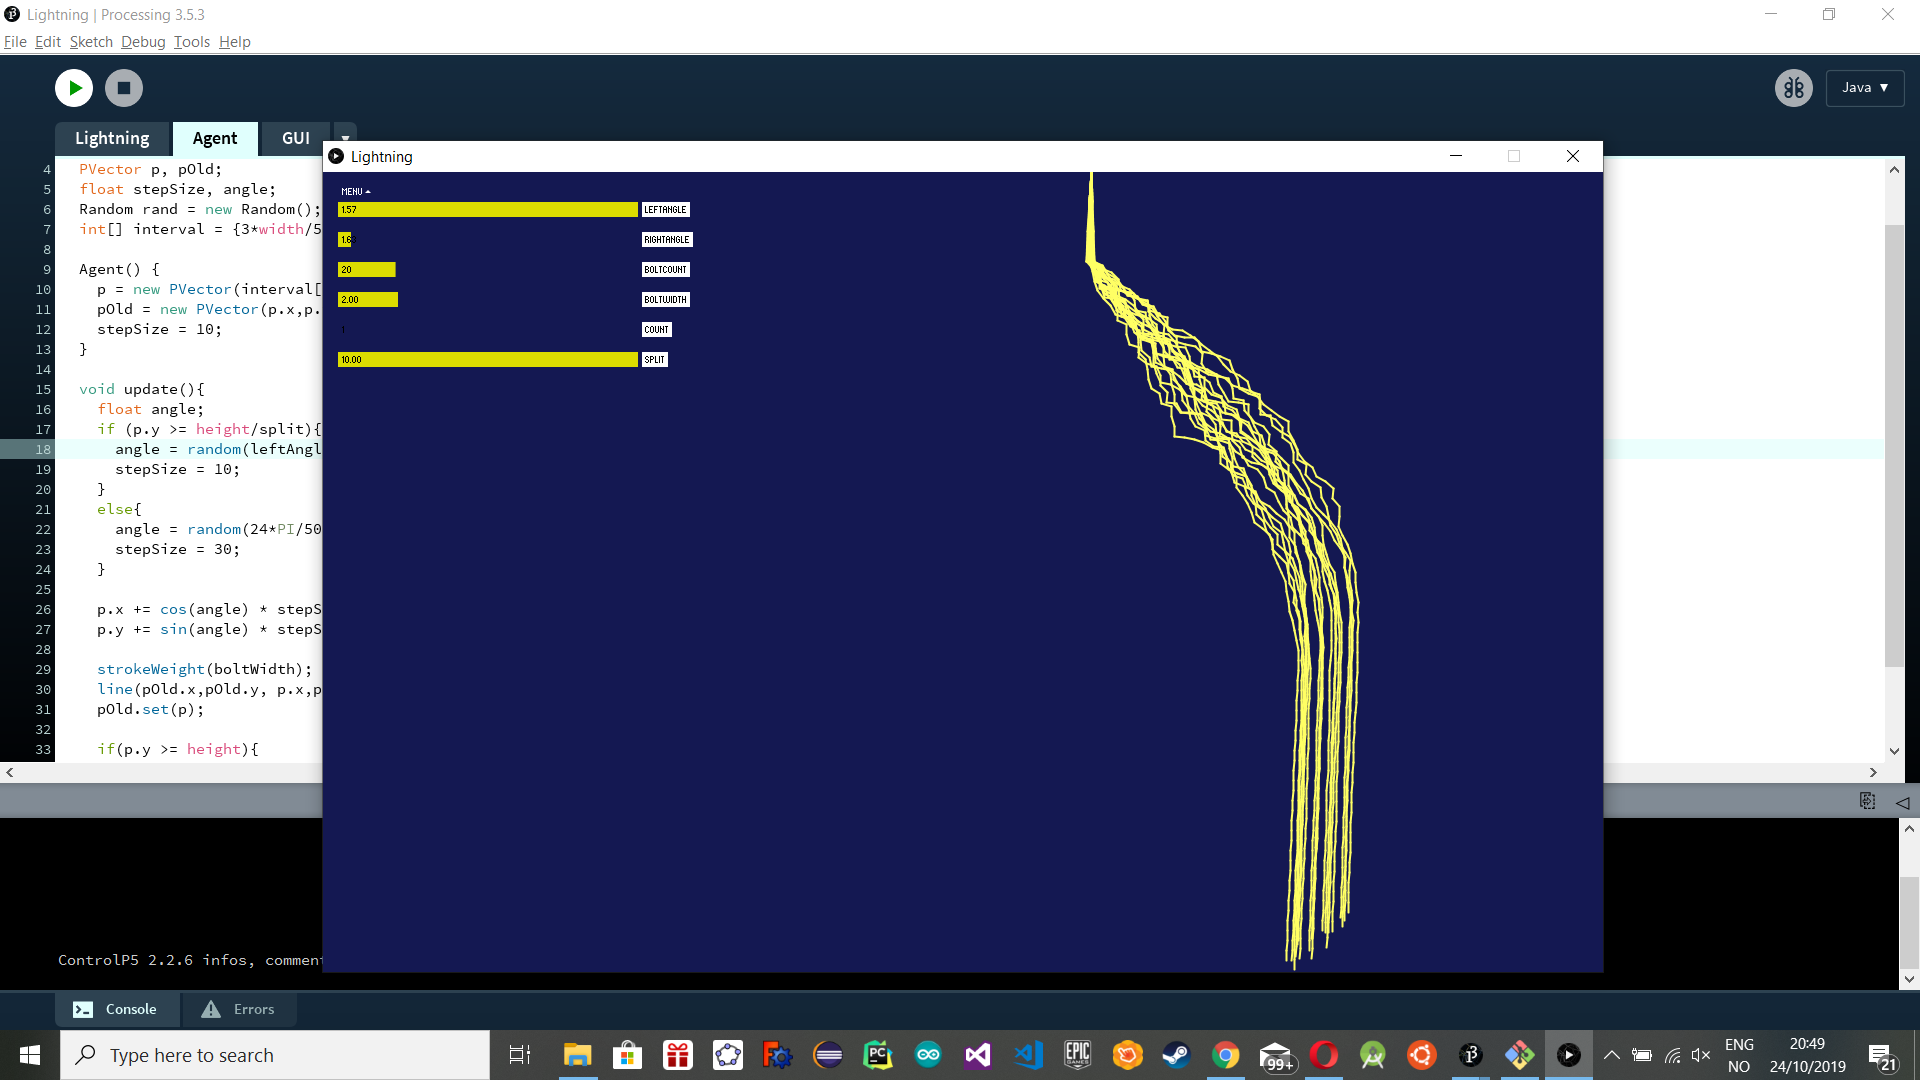 Lightning | Processing 3.5.3
File Edit Sketch Debug Tools Help
Java ▼
Lightning Agent GUI ▼
Lightning
4 PVector p, pOld;
5 float stepSize, angle;
6 Random rand = new Random();
7 int[] interval = {3*width/5
8
9 Agent() {
10 p = new PVector(interval[
11 pOld = new PVector(p.x,p.
12 stepSize = 10;
13 }
14
15 void update(){
16 float angle;
17 if (p.y >= height/split){
18 angle = random(leftAngl
19 stepSize = 10;
20 }
21 else{
22 angle = random(24*PI/50
23 stepSize = 30;
24 }
25
26 p.x += cos(angle) * stepS
27 p.y += sin(angle) * stepS
28
29 strokeWeight(boltWidth);
30 line(pOld.x,pOld.y, p.x,p
31 pOld.set(p);
32
33 if(p.y >= height){
MENU
1.57 LEFTANGLE
RIGHTANGLE
20 BOLTCOUNT
2.00 BOLTWIDTH
1 COUNT
10.00 SPLIT
ControlP5 2.2.6 infos, commen
Console Errors
Type here to search
PC
EPIC GAMES
99+
ENG
NO
20:49
24/10/2019
21